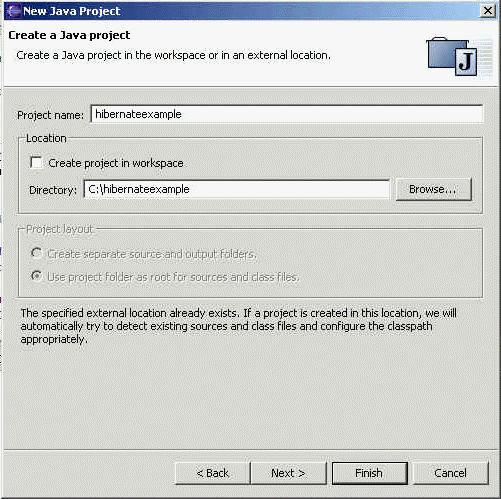 New Java Project
Create a Java project
Create a Java project in the workspace or in an external location.
J
Project name: hibernateexample
Location
Create project in workspace
Directory: C:\hibernateexample Browse...
Project layout
Create separate source and output folders.
Use project folder as root for sources and class files.
The specified external location already exists. If a project is created in this location, we will
automatically try to detect existing sources and class files and configure the classpath
appropriately.
< Back Next > Finish Cancel